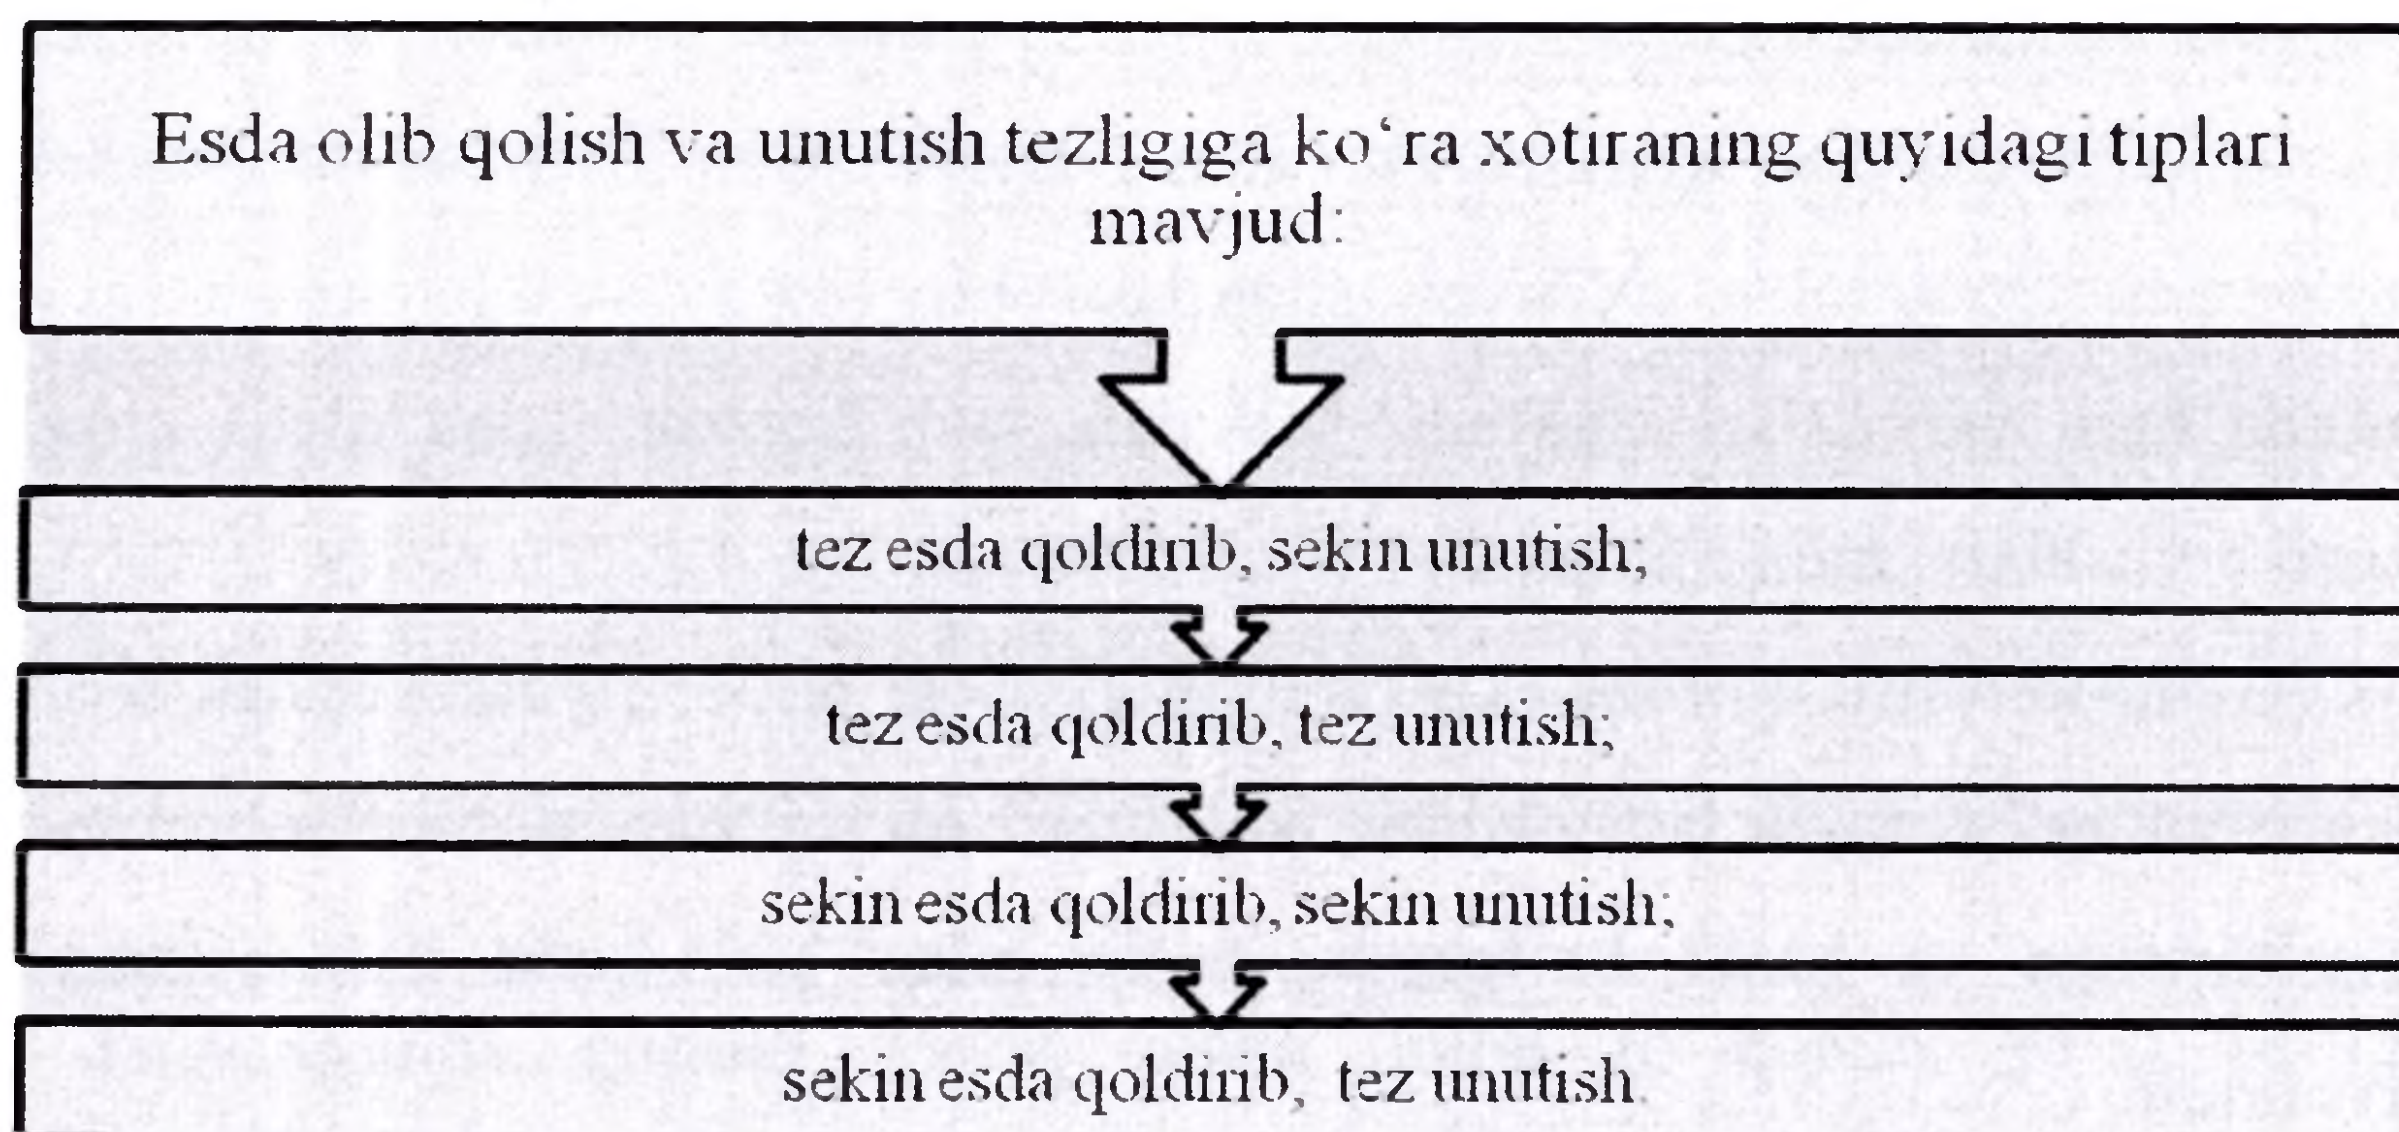 Esda olib qolish va unutish tezligiga ko‘ra xotiraning quyidagi tiplari
mavjud:
tez esda qoldirib, sekin unutish;
tez esda qoldirib, tez unutish;
sekin esda qoldirib, sekin unutish;
sekin esda qoldirib, tez unutish.